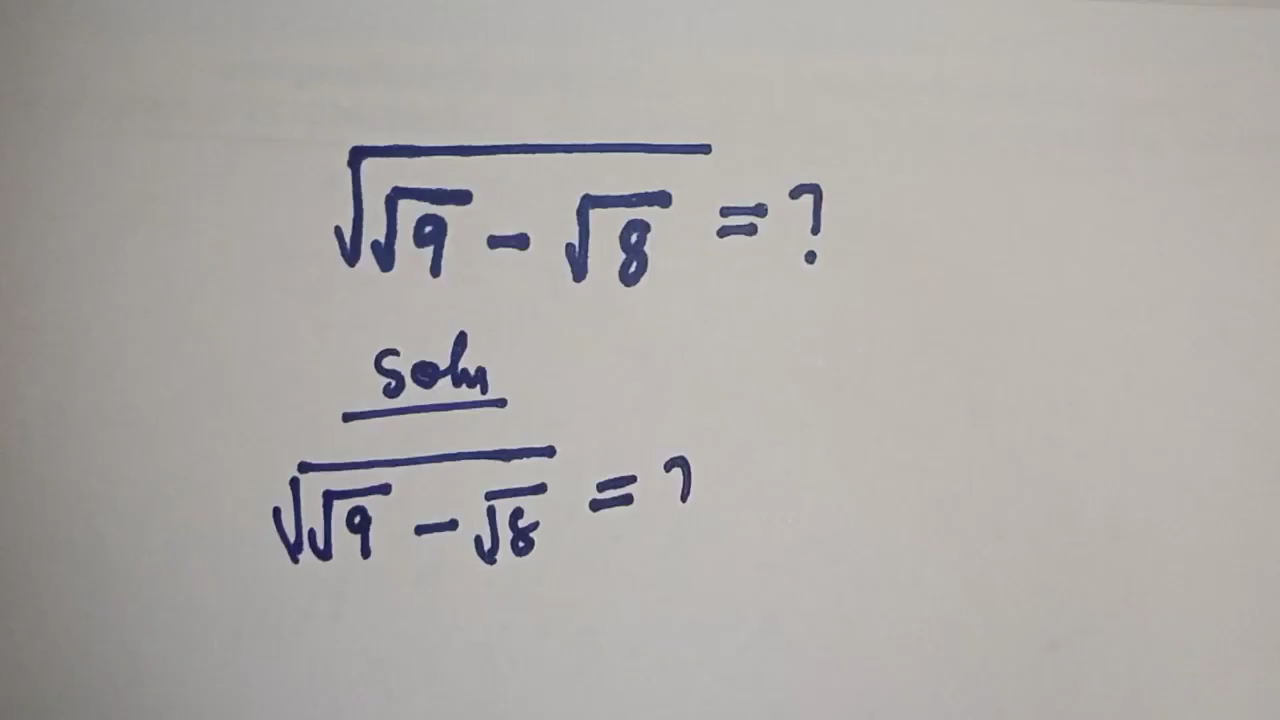 √(√9 - √8) = ?
Soln
√(√9 - √8) = ?